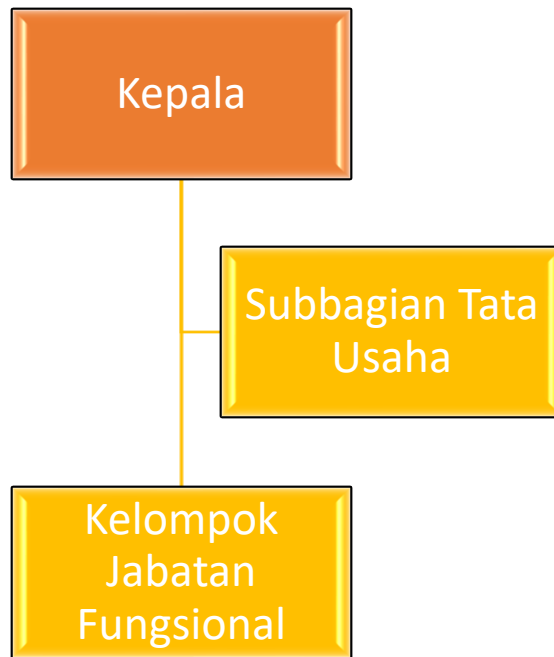 Kepala
Subbagian Tata
Usaha
Kelompok
Jabatan
Fungsional